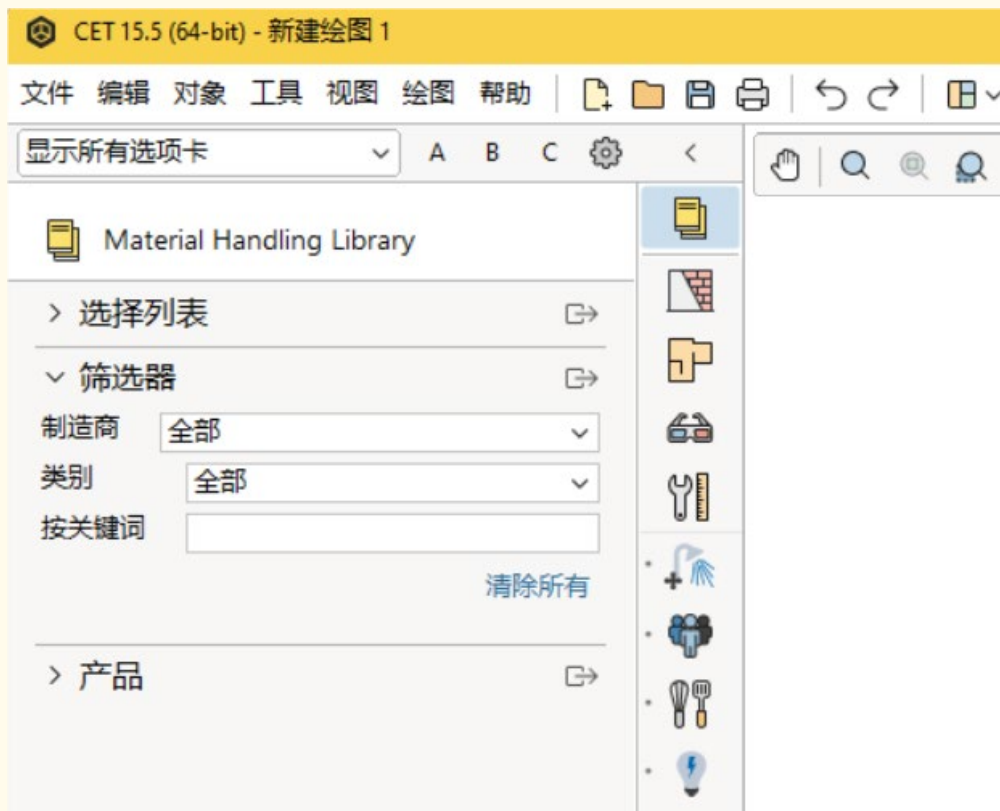 CET 15.5 (64-bit) - 新建绘图 1
文件 编辑 对象 工具 视图 绘图 帮助
显示所有选项卡 A B C
Material Handling Library
选择列表
筛选器
制造商 全部
类别 全部
按关键词
清除所有
产品